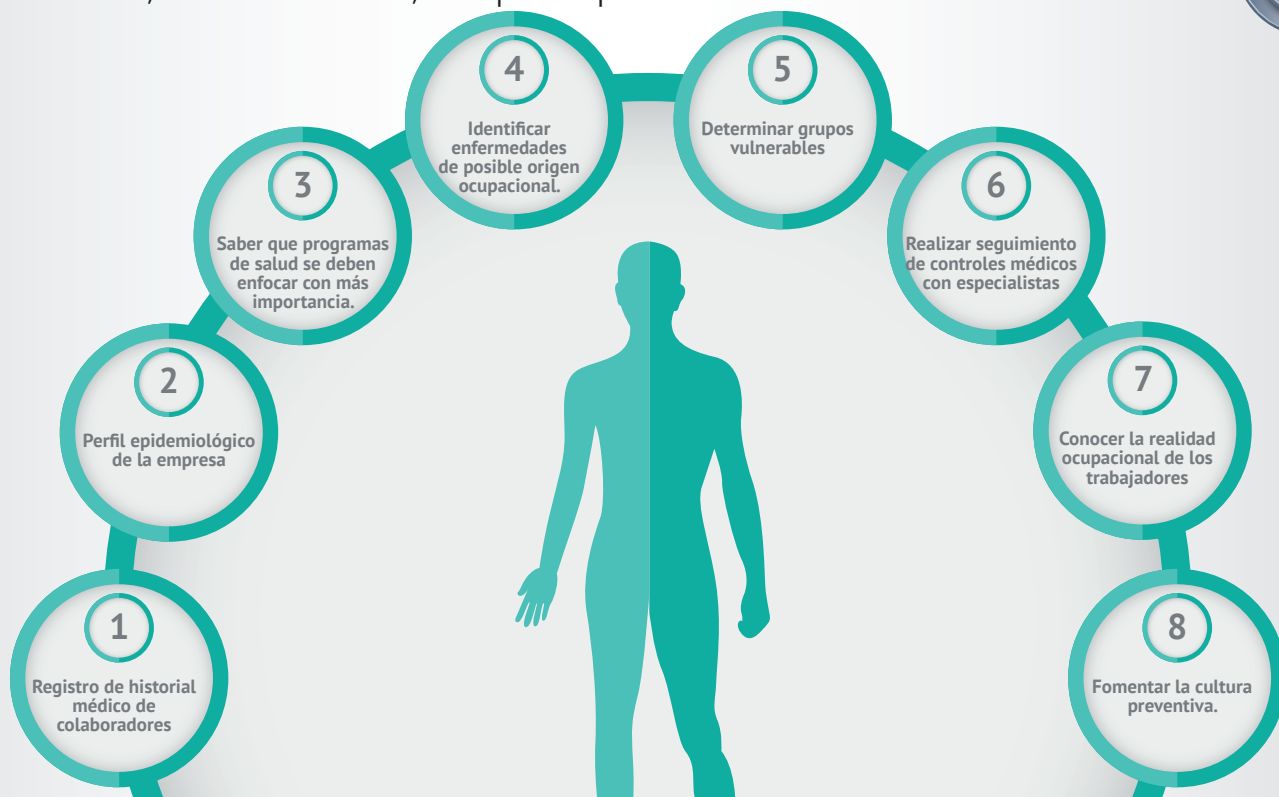 1
Registro de historial
médico de
colaboradores
2
Perfil epidemiológico
de la empresa
3
Saber que programas
de salud se deben
enfocar con más
importancia.
4
Identificar
enfermedades
de posible origen
ocupacional.
5
Determinar grupos
vulnerables
6
Realizar seguimiento
de controles médicos
con especialistas
7
Conocer la realidad
ocupacional de los
trabajadores
8
Fomentar la cultura
preventiva.